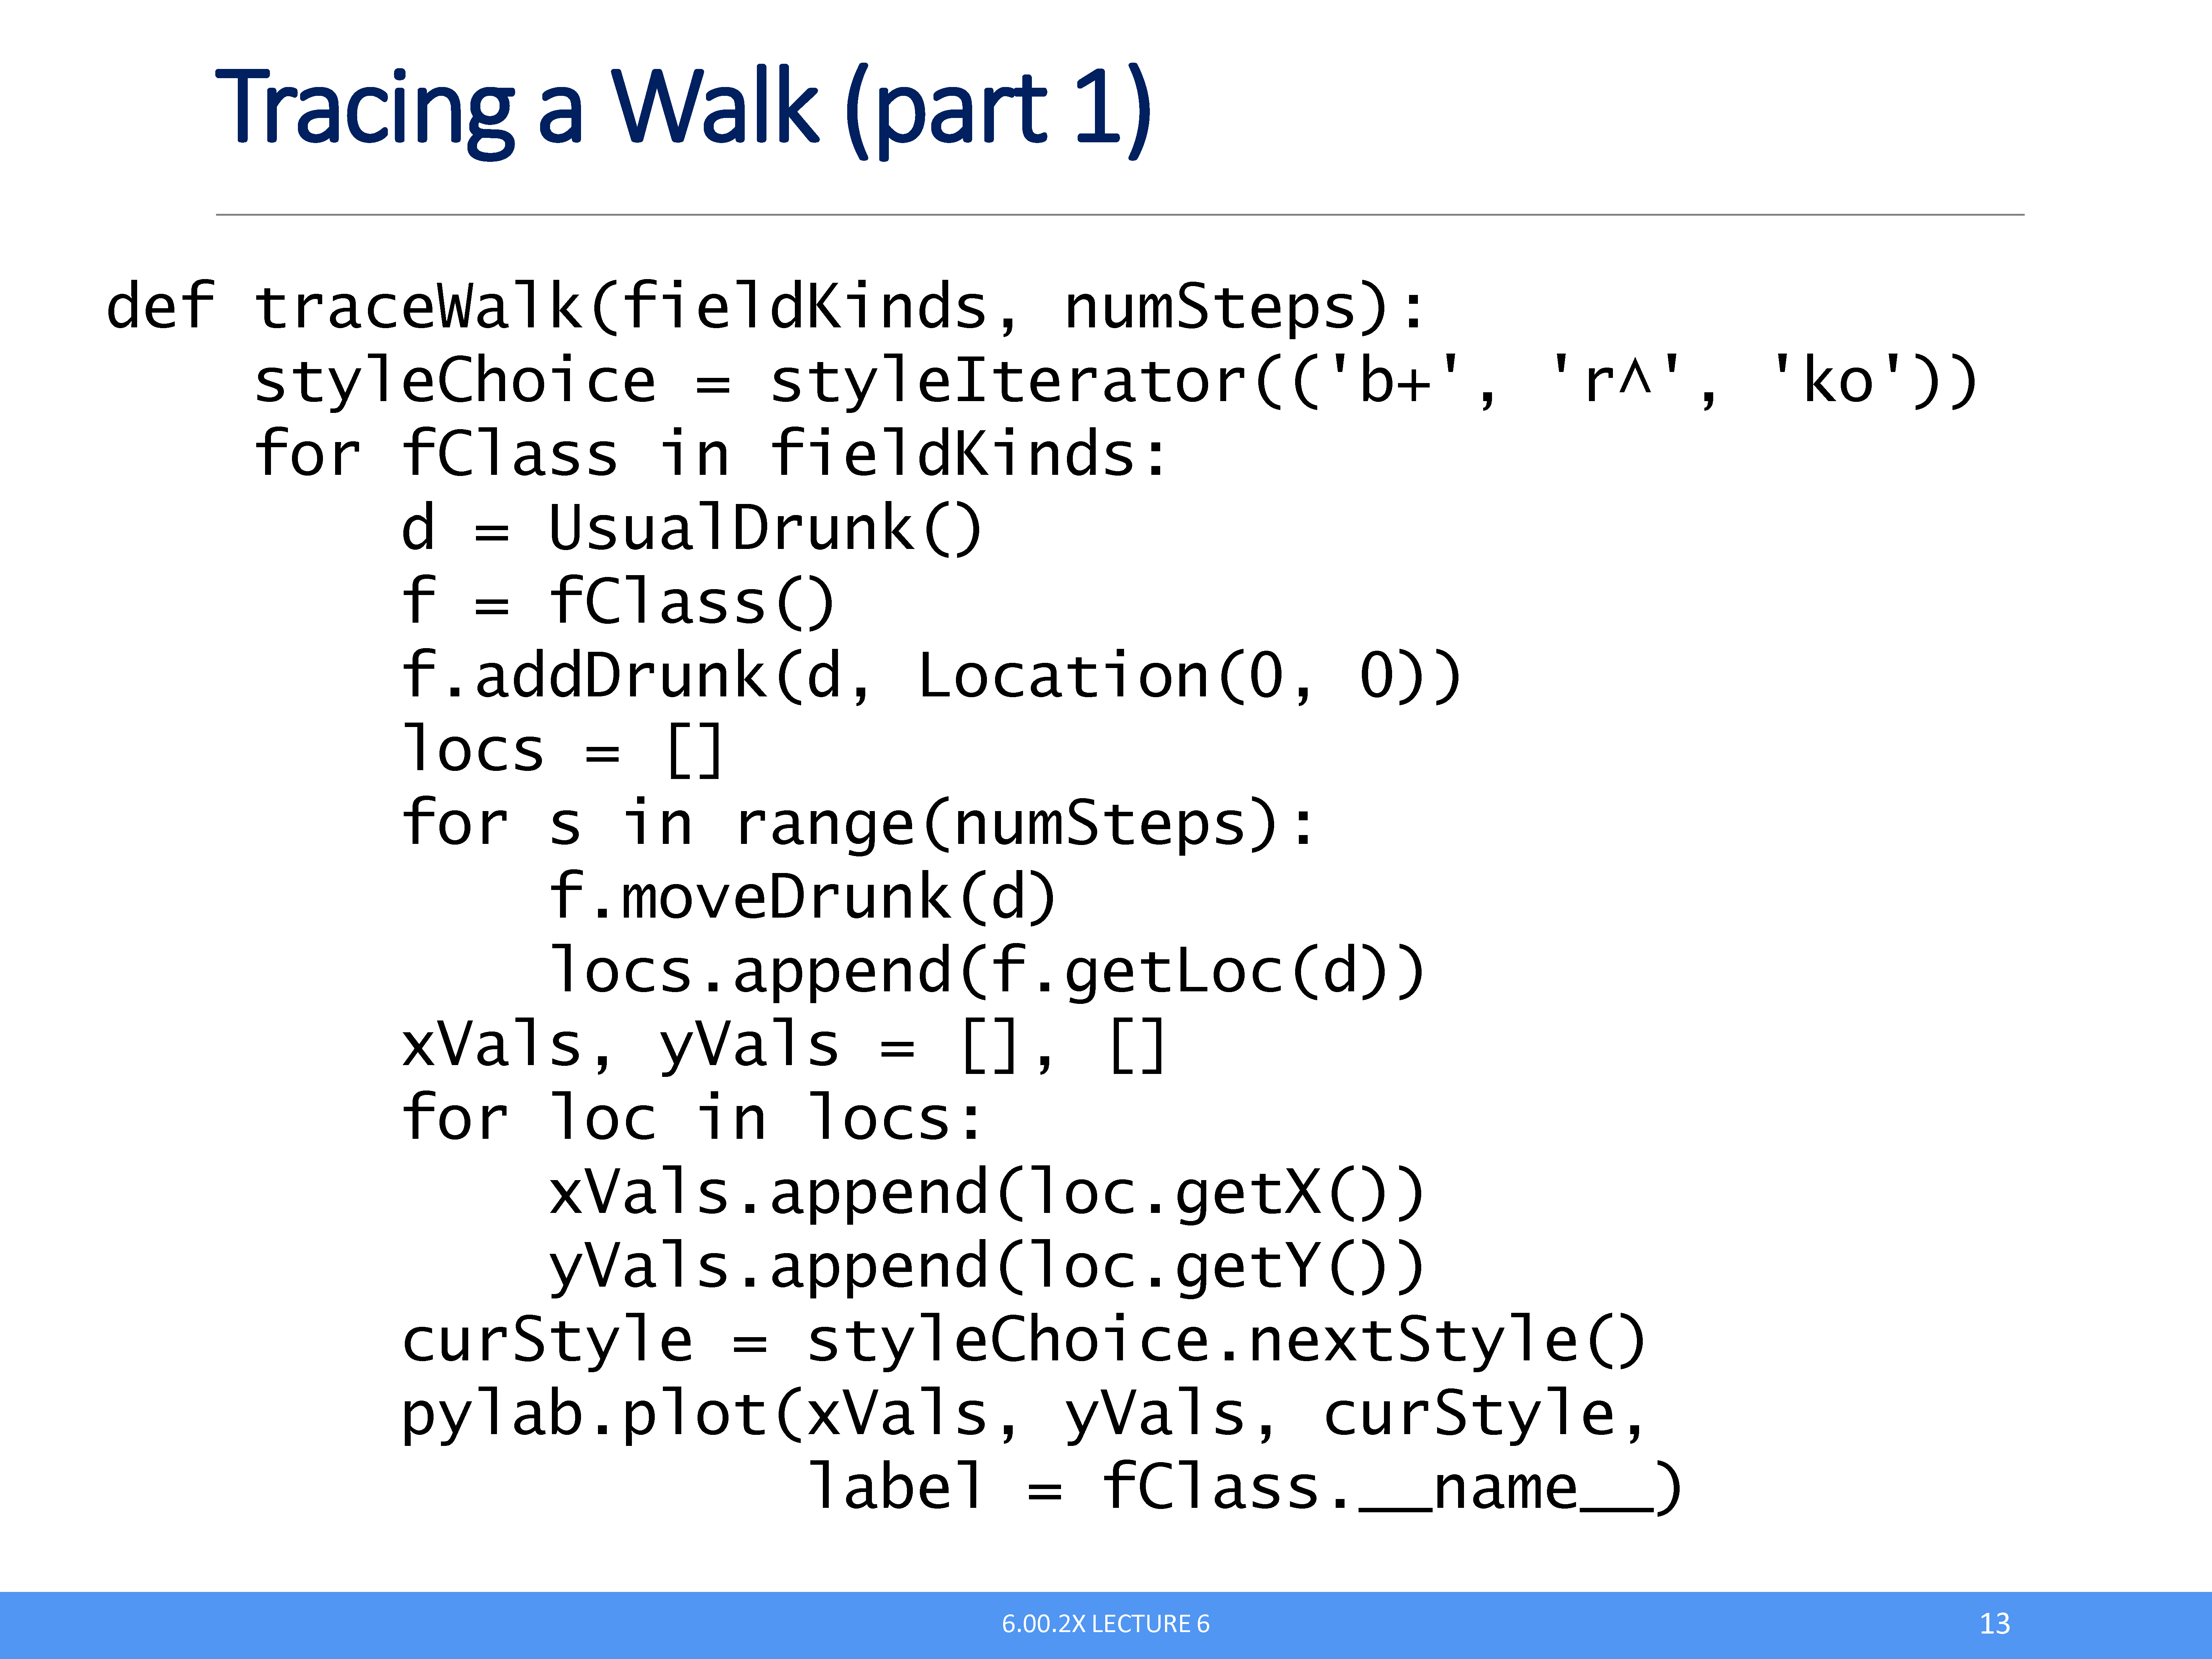 Tracing a Walk (part 1)
def traceWalk(fieldKinds, numSteps):
    styleChoice = styleIterator(('b+', 'r^', 'ko'))
    for fClass in fieldKinds:
        d = UsualDrunk()
        f = fClass()
        f.addDrunk(d, Location(0, 0))
        locs = []
        for s in range(numSteps):
            f.moveDrunk(d)
            locs.append(f.getLoc(d))
        xVals, yVals = [], []
        for loc in locs:
            xVals.append(loc.getX())
            yVals.append(loc.getY())
        curStyle = styleChoice.nextStyle()
        pylab.plot(xVals, yVals, curStyle,
                   label = fClass.__name__)
6.00.2X LECTURE 6
13